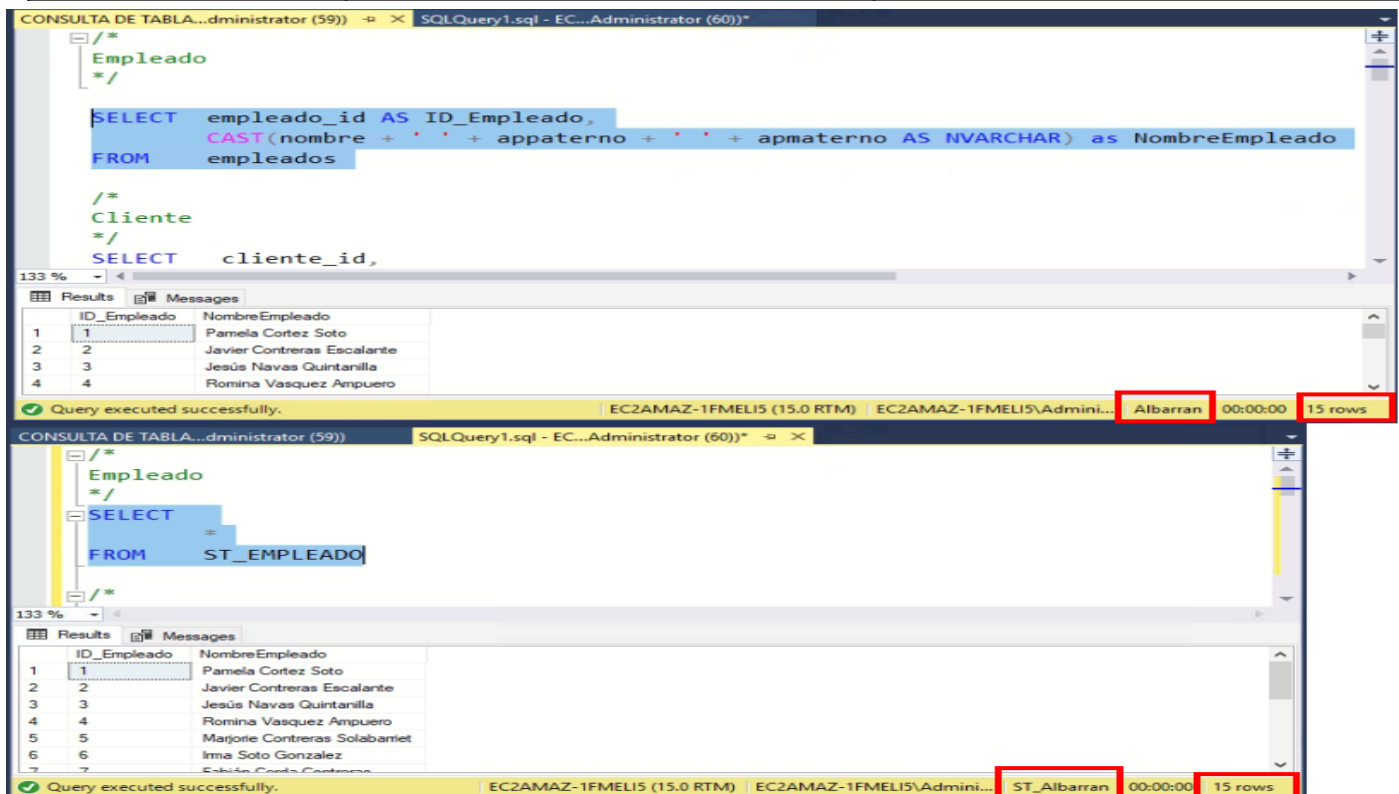 CONSULTA DE TABLA...dministrator (59)) SQLQuery1.sql - EC...Administrator (60))*
/*
Empleado
*/
SELECT empleado_id AS ID_Empleado,
CAST(nombre + ' ' + appaterno + ' ' + apmaterno AS NVARCHAR) as NombreEmpleado
FROM empleados
/*
Cliente
*/
SELECT cliente_id,
133 %
Results Messages
ID_Empleado NombreEmpleado
1 1 Pamela Cortez Soto
2 2 Javier Contreras Escalante
3 3 Jesús Navas Quintanilla
4 4 Romina Vasquez Ampuero
Query executed successfully. EC2AMAZ-1FMELI5 (15.0 RTM) EC2AMAZ-1FMELI5\Admini... Albarran 00:00:00 15 rows
CONSULTA DE TABLA...dministrator (59)) SQLQuery1.sql - EC...Administrator (60))*
/*
Empleado
*/
SELECT
*
FROM ST_EMPLEADO
/*
133 %
Results Messages
ID_Empleado NombreEmpleado
1 1 Pamela Cortez Soto
2 2 Javier Contreras Escalante
3 3 Jesús Navas Quintanilla
4 4 Romina Vasquez Ampuero
5 5 Marjorie Contreras Solabarriet
6 6 Irma Soto Gonzalez
7 7 Fabián Cerda Contreras
Query executed successfully. EC2AMAZ-1FMELI5 (15.0 RTM) EC2AMAZ-1FMELI5\Admini... ST_Albarran 00:00:00 15 rows